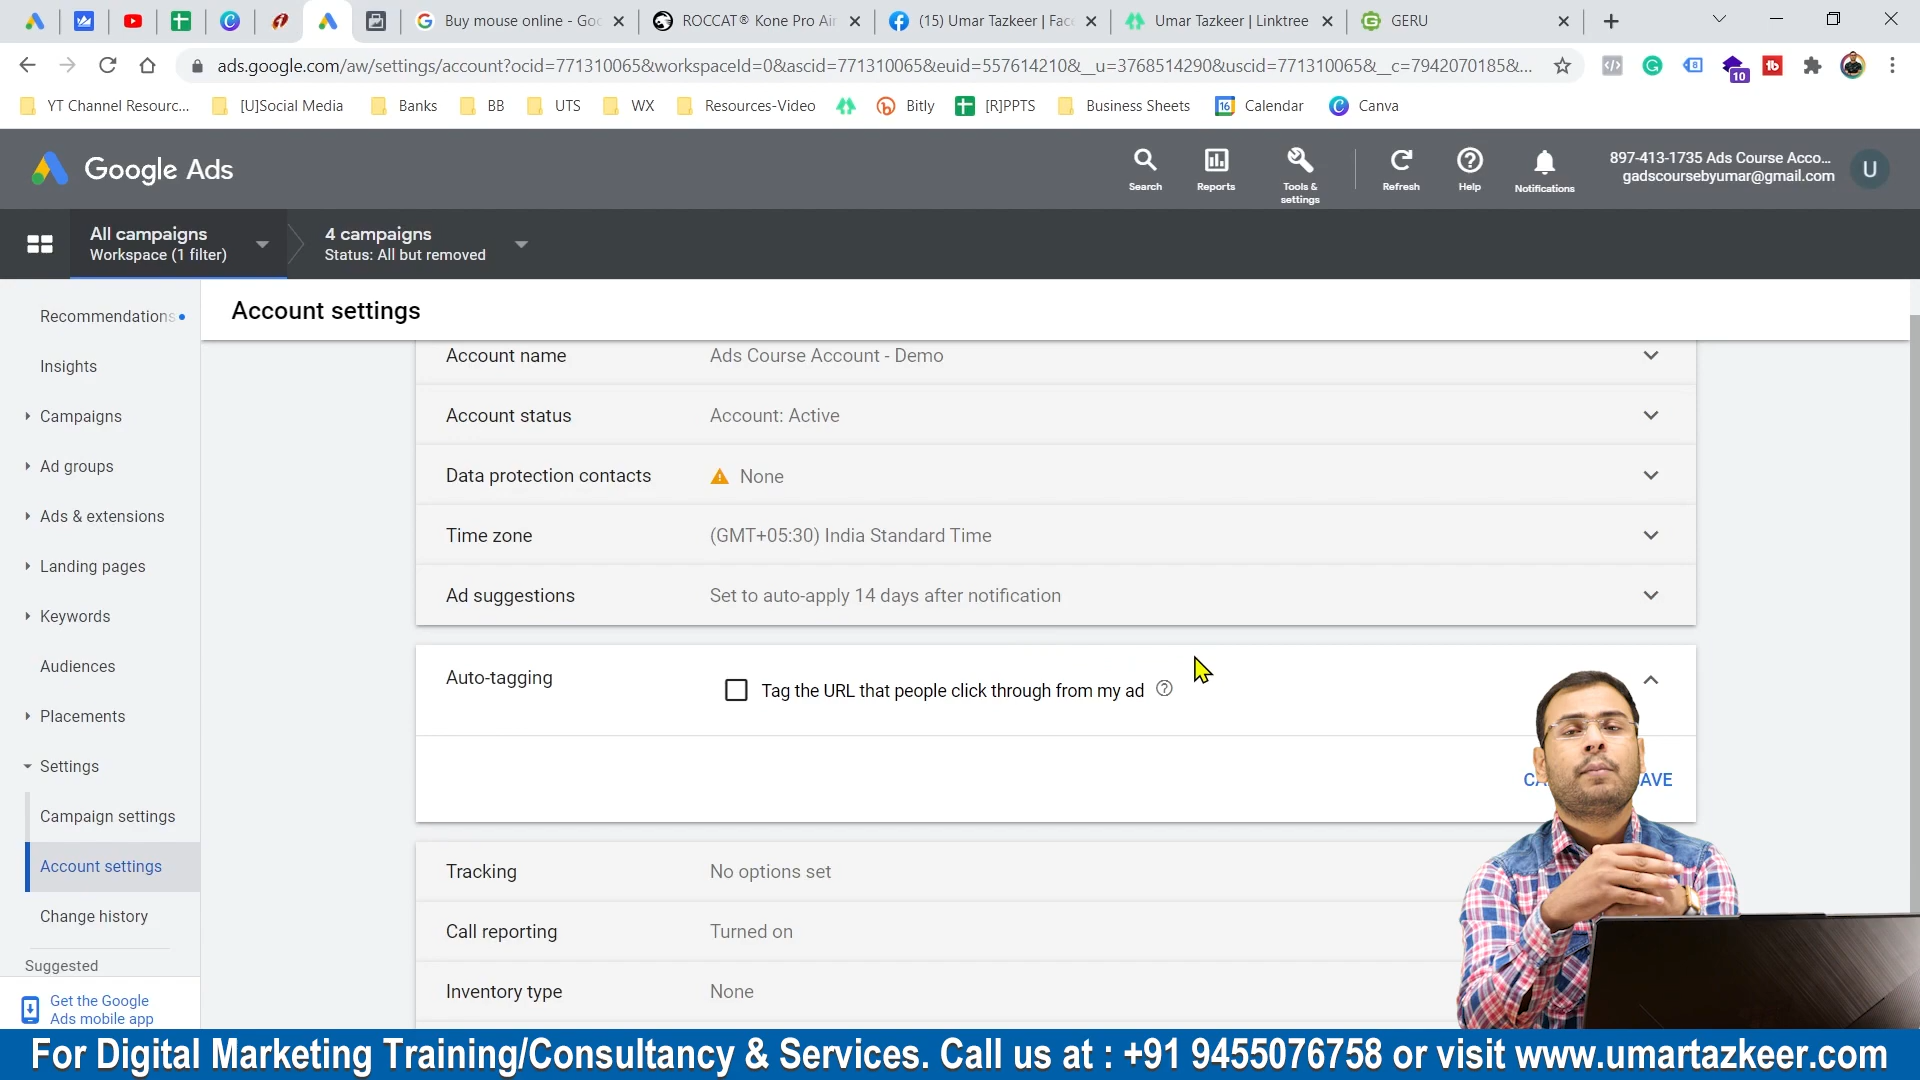 Buy mouse online - Goo
ROCCAT® Kone Pro Air
(15) Umar Tazkeer | Fac
Umar Tazkeer | Linktree
GERU
ads.google.com/aw/settings/account?ocid=771310065&workspaceId=0&ascid=771310065&euid=557614210&__u=3768514290&uscid=771310065&__c=7942070185&...
10
YT Channel Resourc...
[U]Social Media
Banks
BB
UTS
WX
Resources-Video
Bitly
[R]PPTS
Business Sheets
16
Calendar
Canva
Google Ads
Search
Reports
Tools & settings
Refresh
Help
Notifications
897-413-1735 Ads Course Acco...
gadscoursebyumar@gmail.com
U
All campaigns
Workspace (1 filter)
4 campaigns
Status: All but removed
Recommendations
Insights
Campaigns
Ad groups
Ads & extensions
Landing pages
Keywords
Audiences
Placements
Settings
Campaign settings
Account settings
Change history
Suggested
Get the Google
Ads mobile app
Account settings
Account name Ads Course Account - Demo
Account status Account: Active
Data protection contacts None
Time zone (GMT+05:30) India Standard Time
Ad suggestions Set to auto-apply 14 days after notification
Auto-tagging
Tag the URL that people click through from my ad
Tracking No options set
Call reporting Turned on
Inventory type None
For Digital Marketing Training/Consultancy & Services. Call us at : +91 9455076758 or visit www.umartazkeer.com